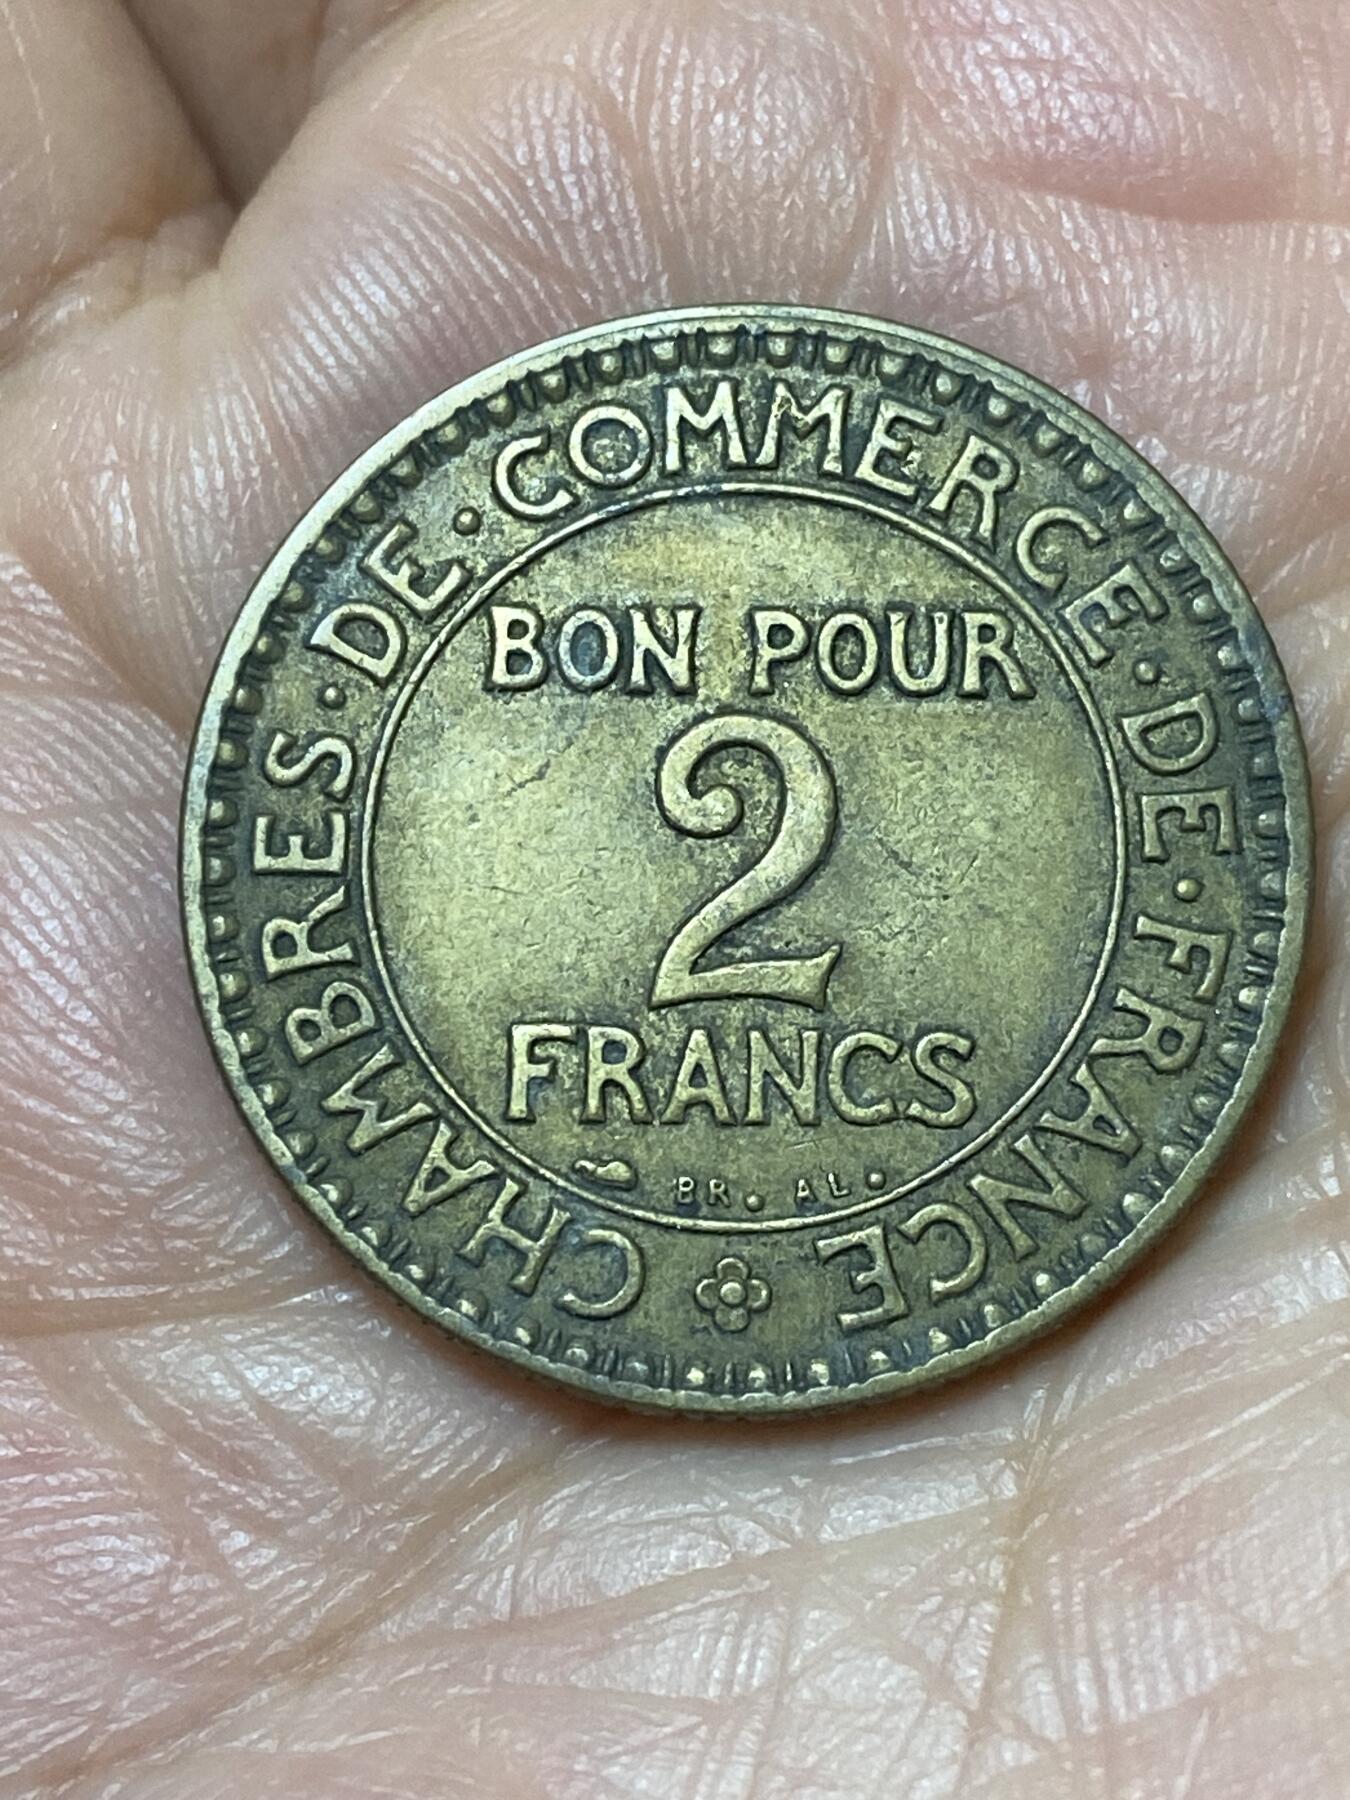 CHAMBRES · DE · COMMERCE · DE · FRANCE
BON POUR
2
FRANCS
BR. AL.